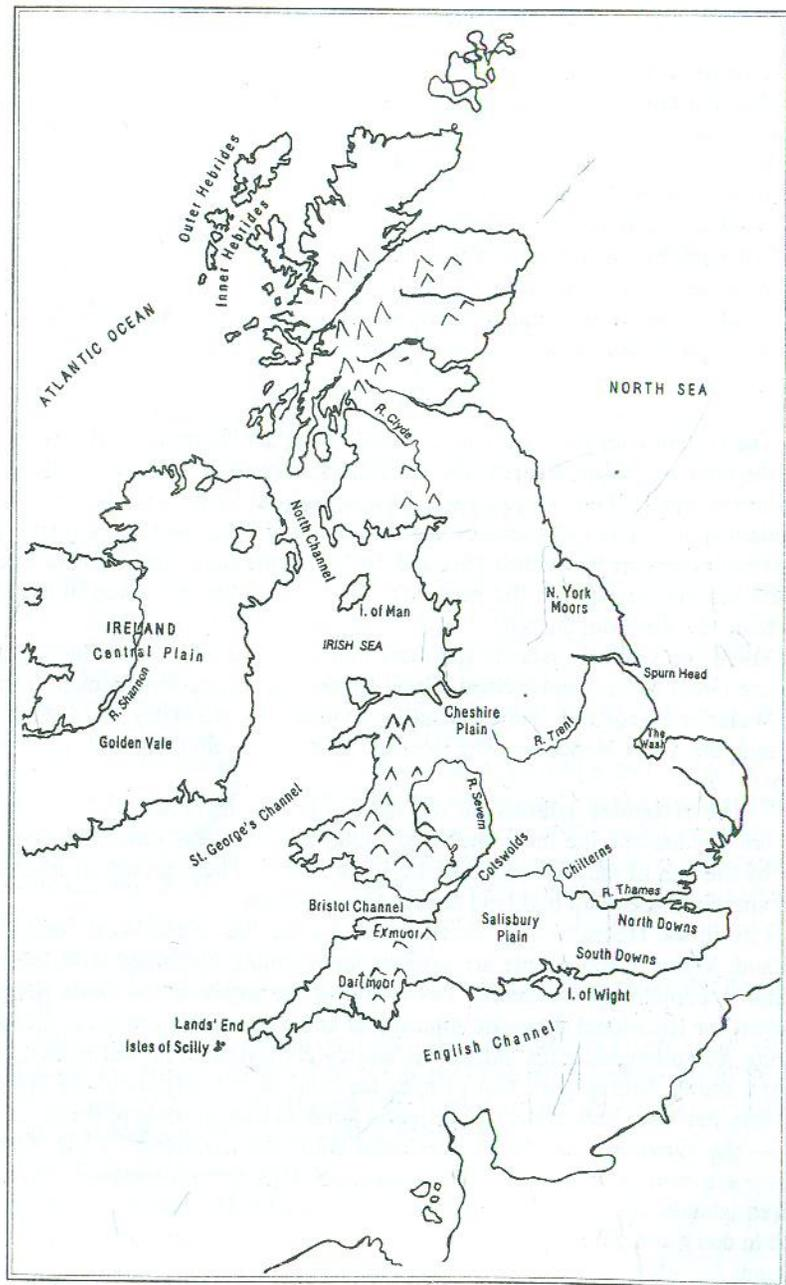 Outer Hebrides
Inner Hebrides
ATLANTIC OCEAN
NORTH SEA
R. Clyde
North Channel
N. York
Moors
I. of Man
IRELAND
Central Plain
IRISH SEA
Spurn Head
R. Shannon
Cheshire
Plain
R. Trent
The
Wash
Golden Vale
R. Severn
St. George's Channel
Cotswolds
Chilterns
R. Thames
Bristol Channel
Salisbury
Plain
North Downs
Exmoor
South Downs
Dartmoor
I. of Wight
Lands' End
Isles of Scilly
English Channel